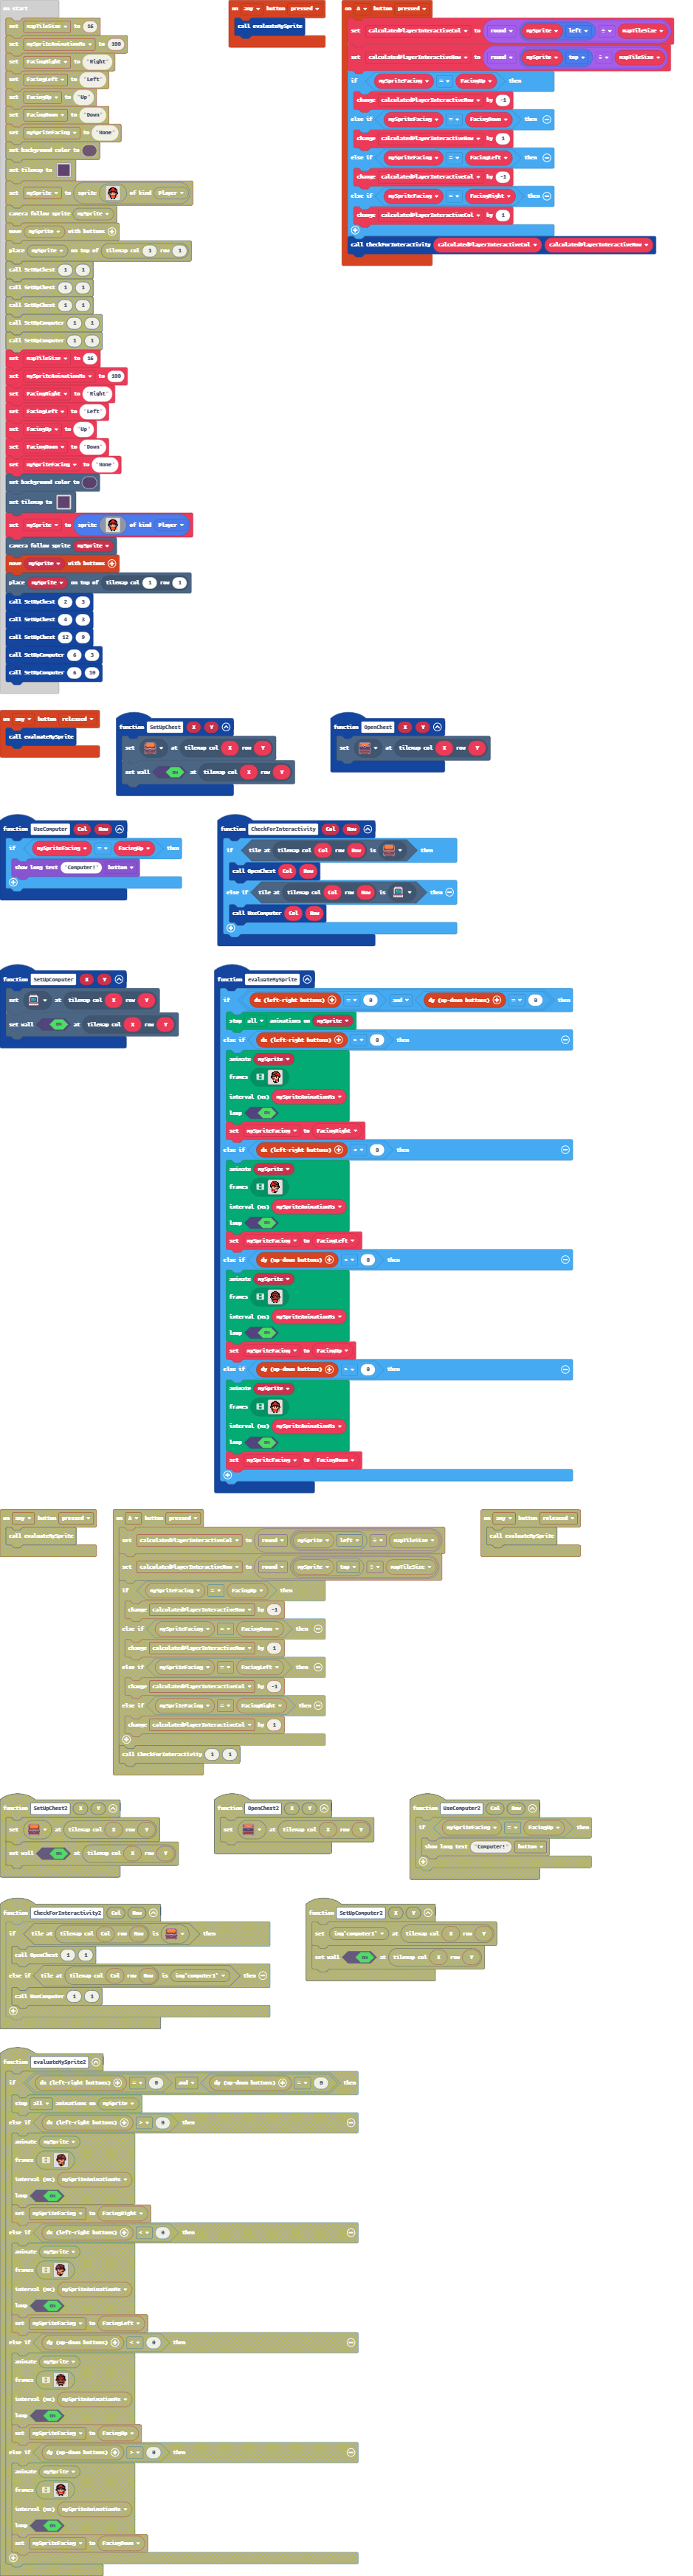 on start
set mapTileSize to 16
set mySpriteAnimationMs to 100
set FacingRight to "Right"
set FacingLeft to "Left"
set FacingUp to "Up"
set FacingDown to "Down"
set mySpriteFacing to "None"
set background color to
set tilemap to
set mySprite to sprite of kind Player
camera follow sprite mySprite
move mySprite with buttons
place mySprite on top of tilemap col 1 row 1
call SetUpChest 1 1
call SetUpChest 1 1
call SetUpChest 1 1
call SetUpComputer 1 1
call SetUpComputer 1 1
set mapTileSize to 16
set mySpriteAnimationMs to 100
set FacingRight to "Right"
set FacingLeft to "Left"
set FacingUp to "Up"
set FacingDown to "Down"
set mySpriteFacing to "None"
set background color to
set tilemap to
set mySprite to sprite of kind Player
camera follow sprite mySprite
move mySprite with buttons
place mySprite on top of tilemap col 1 row 1
call SetUpChest 2 3
call SetUpChest 4 3
call SetUpChest 12 9
call SetUpComputer 6 3
call SetUpComputer 6 10
on any button pressed
call evaluateMySprite
on A button pressed
set calculatedPlayerInteractiveCol to round mySprite left ÷ mapTileSize
set calculatedPlayerInteractiveRow to round mySprite top ÷ mapTileSize
if mySpriteFacing = FacingUp then
change calculatedPlayerInteractiveRow by -1
else if mySpriteFacing = FacingDown then
change calculatedPlayerInteractiveRow by 1
else if mySpriteFacing = FacingLeft then
change calculatedPlayerInteractiveCol by -1
else if mySpriteFacing = FacingRight then
change calculatedPlayerInteractiveCol by 1
call CheckForInteractivity calculatedPlayerInteractiveCol calculatedPlayerInteractiveRow
on any button released
call evaluateMySprite
function SetUpChest X Y
set at tilemap col X row Y
set wall ON at tilemap col X row Y
function OpenChest X Y
set at tilemap col X row Y
function UseComputer Col Row
if mySpriteFacing = FacingUp then
show long text "Computer!" bottom
function CheckForInteractivity Col Row
if tile at tilemap col Col row Row is then
call OpenChest Col Row
else if tile at tilemap col Col row Row is then
call UseComputer Col Row
function SetUpComputer X Y
set at tilemap col X row Y
set wall ON at tilemap col X row Y
function evaluateMySprite
if dx (left-right buttons) = 0 and dy (up-down buttons) = 0 then
stop all animations on mySprite
else if dx (left-right buttons) > 0 then
animate mySprite
frames
interval (ms) mySpriteAnimationMs
loop ON
set mySpriteFacing to FacingRight
else if dx (left-right buttons) < 0 then
animate mySprite
frames
interval (ms) mySpriteAnimationMs
loop ON
set mySpriteFacing to FacingLeft
else if dy (up-down buttons) < 0 then
animate mySprite
frames
interval (ms) mySpriteAnimationMs
loop ON
set mySpriteFacing to FacingUp
else if dy (up-down buttons) > 0 then
animate mySprite
frames
interval (ms) mySpriteAnimationMs
loop ON
set mySpriteFacing to FacingDown
on any button pressed
call evaluateMySprite
on A button pressed
set calculatedPlayerInteractiveCol to round mySprite left ÷ mapTileSize
set calculatedPlayerInteractiveRow to round mySprite top ÷ mapTileSize
if mySpriteFacing = FacingUp then
change calculatedPlayerInteractiveRow by -1
else if mySpriteFacing = FacingDown then
change calculatedPlayerInteractiveRow by 1
else if mySpriteFacing = FacingLeft then
change calculatedPlayerInteractiveCol by -1
else if mySpriteFacing = FacingRight then
change calculatedPlayerInteractiveCol by 1
call CheckForInteractivity 1 1
on any button released
call evaluateMySprite
function SetUpChest2 X Y
set at tilemap col X row Y
set wall ON at tilemap col X row Y
function OpenChest2 X Y
set at tilemap col X row Y
function UseComputer2 Col Row
if mySpriteFacing = FacingUp then
show long text "Computer!" bottom
function CheckForInteractivity2 Col Row
if tile at tilemap col Col row Row is then
call OpenChest 1 1
else if tile at tilemap col Col row Row is img"computer1" then
call UseComputer 1 1
function SetUpComputer2 X Y
set img"computer1" at tilemap col X row Y
set wall ON at tilemap col X row Y
function evaluateMySprite2
if dx (left-right buttons) = 0 and dy (up-down buttons) = 0 then
stop all animations on mySprite
else if dx (left-right buttons) > 0 then
animate mySprite
frames
interval (ms) mySpriteAnimationMs
loop ON
set mySpriteFacing to FacingRight
else if dx (left-right buttons) < 0 then
animate mySprite
frames
interval (ms) mySpriteAnimationMs
loop ON
set mySpriteFacing to FacingLeft
else if dy (up-down buttons) < 0 then
animate mySprite
frames
interval (ms) mySpriteAnimationMs
loop ON
set mySpriteFacing to FacingUp
else if dy (up-down buttons) > 0 then
animate mySprite
frames
interval (ms) mySpriteAnimationMs
loop ON
set mySpriteFacing to FacingDown